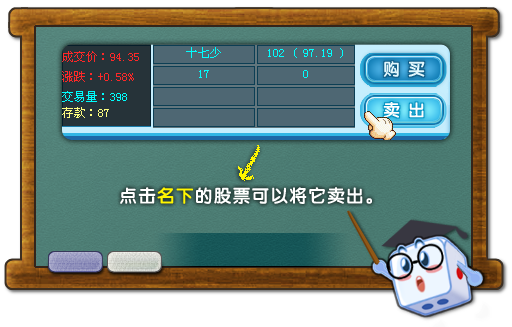 成交价：94.35 十七少 102 ( 97.19 ) 购 买
涨跌：+0.58% 17 0
交易量：398 卖 出
存款：87
点击名下的股票可以将它卖出。